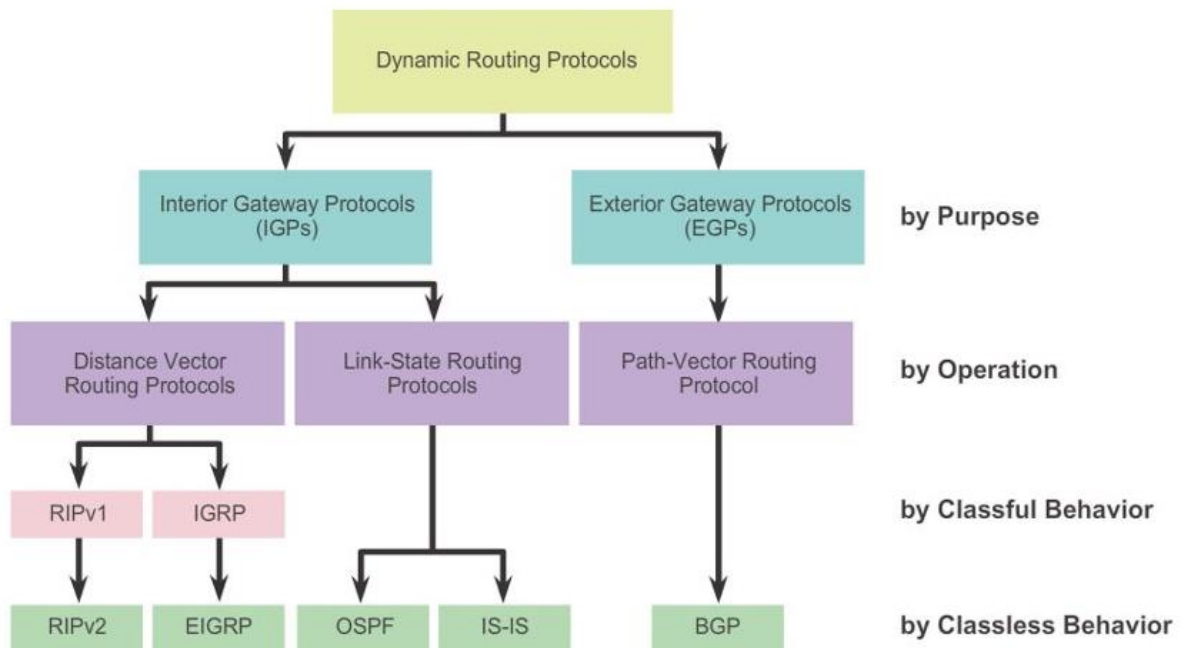 Dynamic Routing Protocols
Interior Gateway Protocols
(IGPs)
Exterior Gateway Protocols
(EGPs)
by Purpose
Distance Vector
Routing Protocols
Link-State Routing
Protocols
Path-Vector Routing
Protocol
by Operation
RIPv1
IGRP
by Classful Behavior
RIPv2
EIGRP
OSPF
IS-IS
BGP
by Classless Behavior